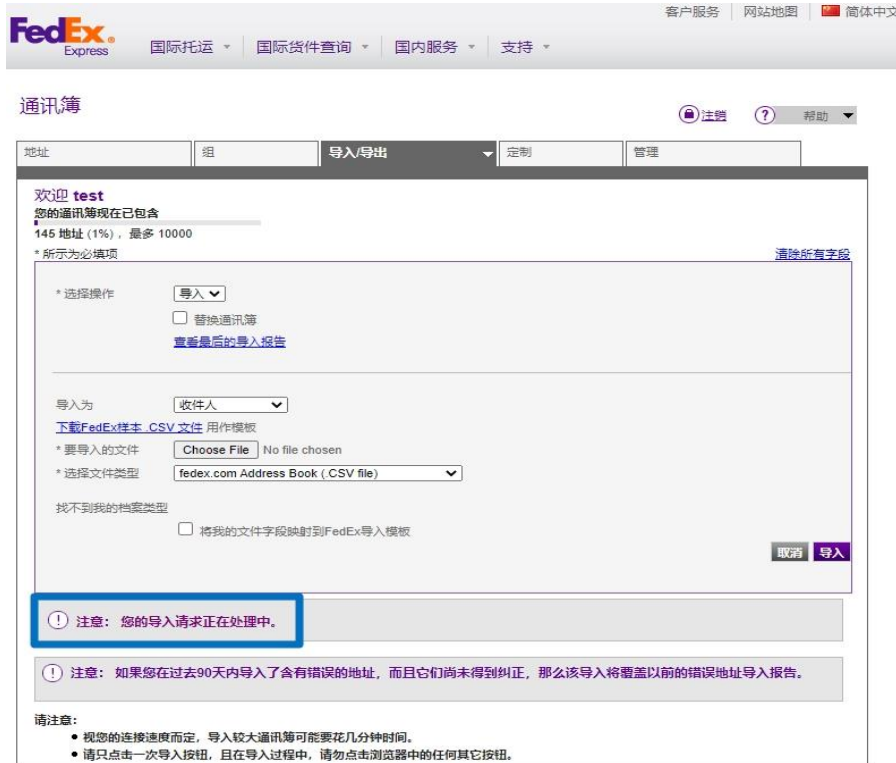 客户服务 网站地图 简体中文
FedEx®
Express
国际托运 国际货件查询 国内服务 支持
通讯簿
注销 ? 帮助
地址 组 导入/导出 定制 管理
欢迎 test
您的通讯簿现在已包含
145 地址 (1%) ，最多 10000
* 所示为必填项 清除所有字段
* 选择操作 导入
替换通讯簿
查看最后的导入报告
导入为 收件人
下载FedEx样本 .CSV 文件 用作模板
* 要导入的文件 Choose File No file chosen
* 选择文件类型 fedex.com Address Book (.CSV file)
找不到我的档案类型
将我的文件字段映射到FedEx导入模板
取消 导入
! 注意： 您的导入请求正在处理中。
! 注意： 如果您在过去90天内导入了含有错误的地址，而且它们尚未得到纠正，那么该导入将覆盖以前的错误地址导入报告。
请注意：
• 视您的连接速度而定，导入较大通讯簿可能要花几分钟时间。
• 请只点击一次导入按钮，且在导入过程中，请勿点击浏览器中的任何其它按钮。